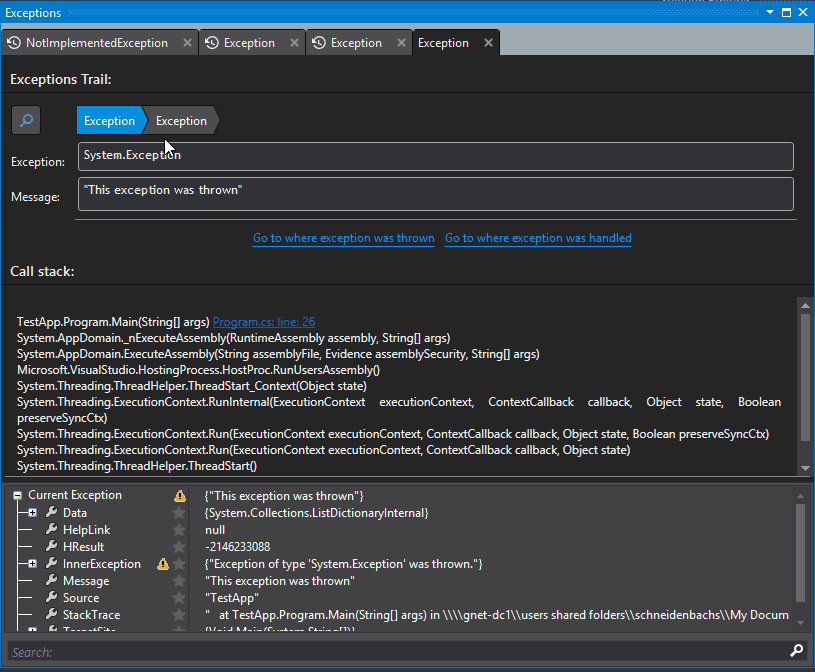 Exceptions
NotImplementedException
Exception
Exception
Exception
Exceptions Trail:
Exception
Exception
Exception:
System.Exception
Message:
"This exception was thrown"
Go to where exception was thrown
Go to where exception was handled
Call stack:
TestApp.Program.Main(String[] args) Program.cs: line: 26
System.AppDomain._nExecuteAssembly(RuntimeAssembly assembly, String[] args)
System.AppDomain.ExecuteAssembly(String assemblyFile, Evidence assemblySecurity, String[] args)
Microsoft.VisualStudio.HostingProcess.HostProc.RunUsersAssembly()
System.Threading.ThreadHelper.ThreadStart_Context(Object state)
System.Threading.ExecutionContext.RunInternal(ExecutionContext executionContext, ContextCallback callback, Object state, Boolean
preserveSyncCtx)
System.Threading.ExecutionContext.Run(ExecutionContext executionContext, ContextCallback callback, Object state, Boolean preserveSyncCtx)
System.Threading.ExecutionContext.Run(ExecutionContext executionContext, ContextCallback callback, Object state)
System.Threading.ThreadHelper.ThreadStart()
Current Exception {"This exception was thrown"}
Data {System.Collections.ListDictionaryInternal}
HelpLink null
HResult -2146233088
InnerException {"Exception of type 'System.Exception' was thrown."}
Message "This exception was thrown"
Source "TestApp"
StackTrace " at TestApp.Program.Main(String[] args) in \\\\gnet-dc1\\users shared folders\\schneidenbachs\\My Docum
TargetSite {Void Main(System.String[])}
Search: